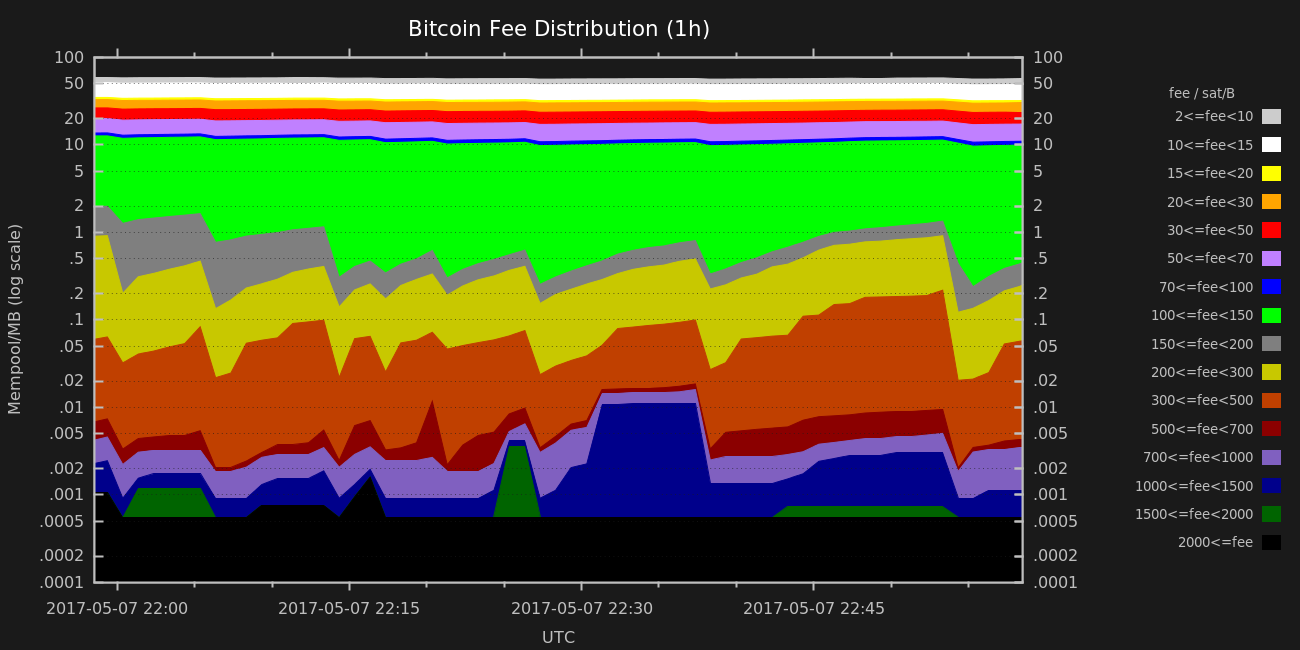 Bitcoin Fee Distribution (1h)
Mempool/MB (log scale)
100
50
20
10
5
2
1
.5
.2
.1
.05
.02
.01
.005
.002
.001
.0005
.0002
.0001
100
50
20
10
5
2
1
.5
.2
.1
.05
.02
.01
.005
.002
.001
.0005
.0002
.0001
fee / sat/B
2<=fee<10
10<=fee<15
15<=fee<20
20<=fee<30
30<=fee<50
50<=fee<70
70<=fee<100
100<=fee<150
150<=fee<200
200<=fee<300
300<=fee<500
500<=fee<700
700<=fee<1000
1000<=fee<1500
1500<=fee<2000
2000<=fee
2017-05-07 22:00 2017-05-07 22:15 2017-05-07 22:30 2017-05-07 22:45
UTC